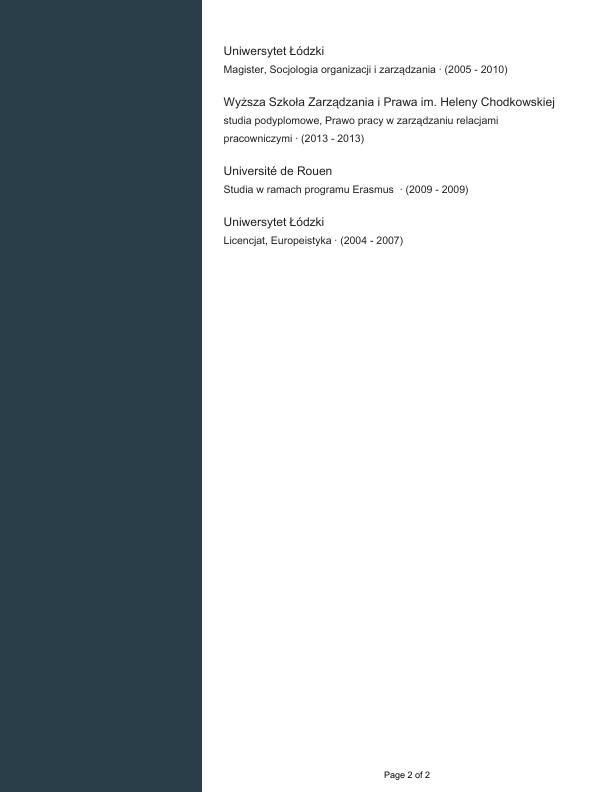 Uniwersytet Łódzki
Magister, Socjologia organizacji i zarządzania · (2005 - 2010)
Wyższa Szkoła Zarządzania i Prawa im. Heleny Chodkowskiej
studia podyplomowe, Prawo pracy w zarządzaniu relacjami
pracowniczymi · (2013 - 2013)
Université de Rouen
Studia w ramach programu Erasmus · (2009 - 2009)
Uniwersytet Łódzki
Licencjat, Europeistyka · (2004 - 2007)
Page 2 of 2